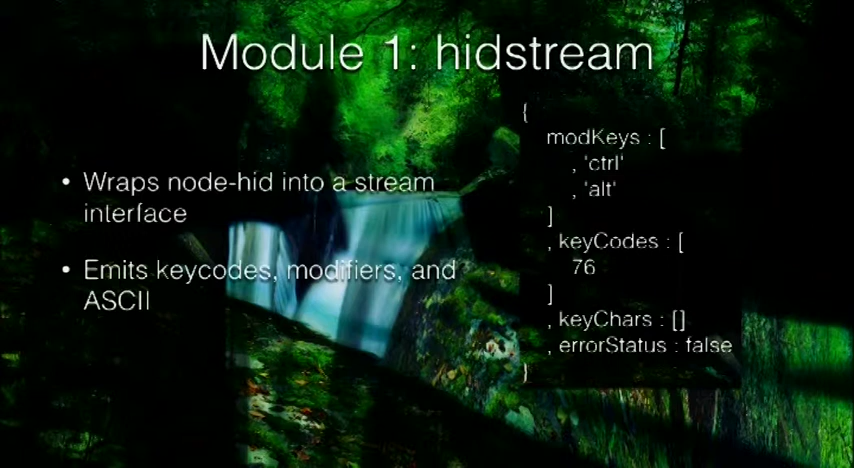 Module 1: hidstream
• Wraps node-hid into a stream
interface
• Emits keycodes, modifiers, and
ASCII
{
modKeys : [
, 'ctrl'
, 'alt'
]
, keyCodes : [
76
]
, keyChars : []
, errorStatus : false
}